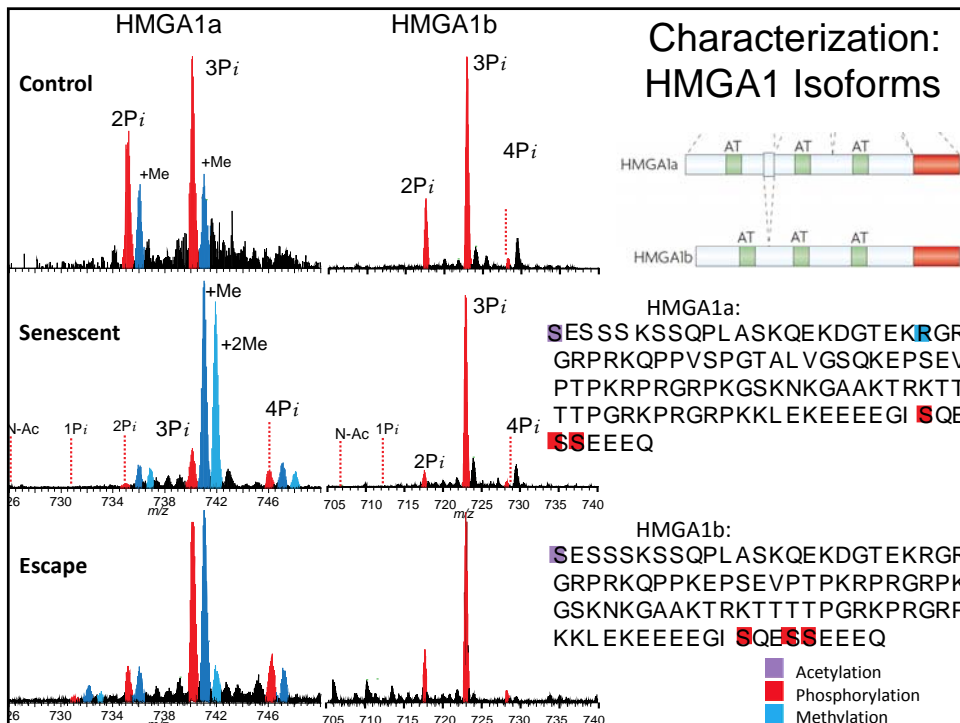 HMGA1a
HMGA1b
Characterization:
HMGA1 Isoforms
Control
3Pi
2Pi
+Me
+Me
3Pi
4Pi
2Pi
AT
AT
AT
HMGA1a
AT
AT
AT
HMGA1b
Senescent
+Me
+2Me
N-Ac
1Pi
2Pi
3Pi
4Pi
3Pi
N-Ac
1Pi
2Pi
4Pi
26 730 734 738 742 746
m/z
705 710 715 720 725 730 735 740
m/z
HMGA1a:
SESSSKSSQPLASKQEKDGTEKRGR
GRPRKQPPVSPGTALVGSQKEPSEV
PTPKRPRGRPKGSKNKGAAKTRKTT
TTPGRKPRGRPKKLEKEEEEGISQE
SSEEEQ
Escape
26 730 734 738 742 746
705 710 715 720 725 730 735 740
HMGA1b:
SESSSKSSQPLASKQEKDGTEKRGR
GRPRKQPPKEPSEVPTPKRPRGRPK
GSKNKGAAKTRKTTTTPGRKPRGRP
KKLEKEEEEGISQESSEEEQ
Acetylation
Phosphorylation
Methylation